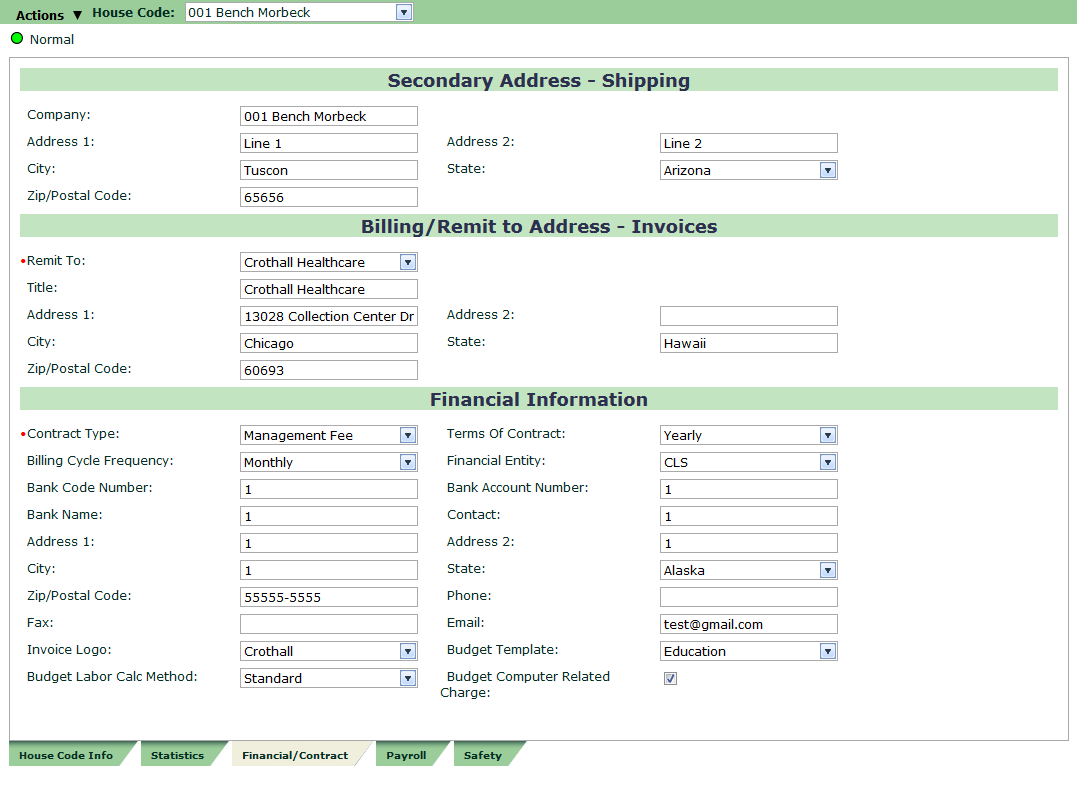 Actions ▼ House Code: 001 Bench Morbeck
Normal
Secondary Address - Shipping
Company: 001 Bench Morbeck
Address 1: Line 1 Address 2: Line 2
City: Tuscon State: Arizona
Zip/Postal Code: 65656
Billing/Remit to Address - Invoices
•Remit To: Crothall Healthcare
Title: Crothall Healthcare
Address 1: 13028 Collection Center Dr Address 2:
City: Chicago State: Hawaii
Zip/Postal Code: 60693
Financial Information
•Contract Type: Management Fee Terms Of Contract: Yearly
Billing Cycle Frequency: Monthly Financial Entity: CLS
Bank Code Number: 1 Bank Account Number: 1
Bank Name: 1 Contact: 1
Address 1: 1 Address 2: 1
City: 1 State: Alaska
Zip/Postal Code: 55555-5555 Phone:
Fax: Email: test@gmail.com
Invoice Logo: Crothall Budget Template: Education
Budget Labor Calc Method: Standard Budget Computer Related
Charge:
House Code Info Statistics Financial/Contract Payroll Safety